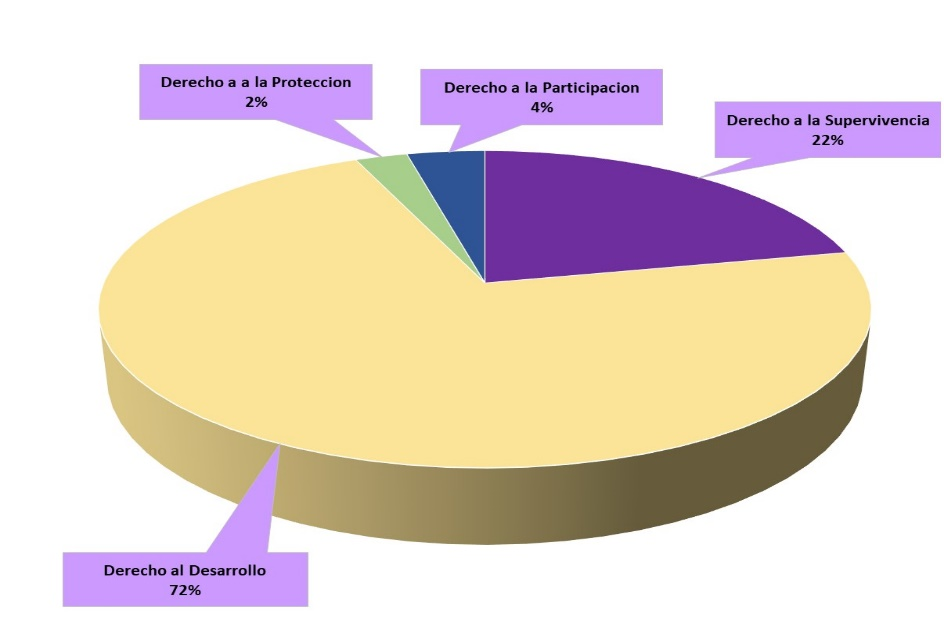 Derecho a a la Proteccion
2%
Derecho a la Participacion
4%
Derecho a la Supervivencia
22%
Derecho al Desarrollo
72%